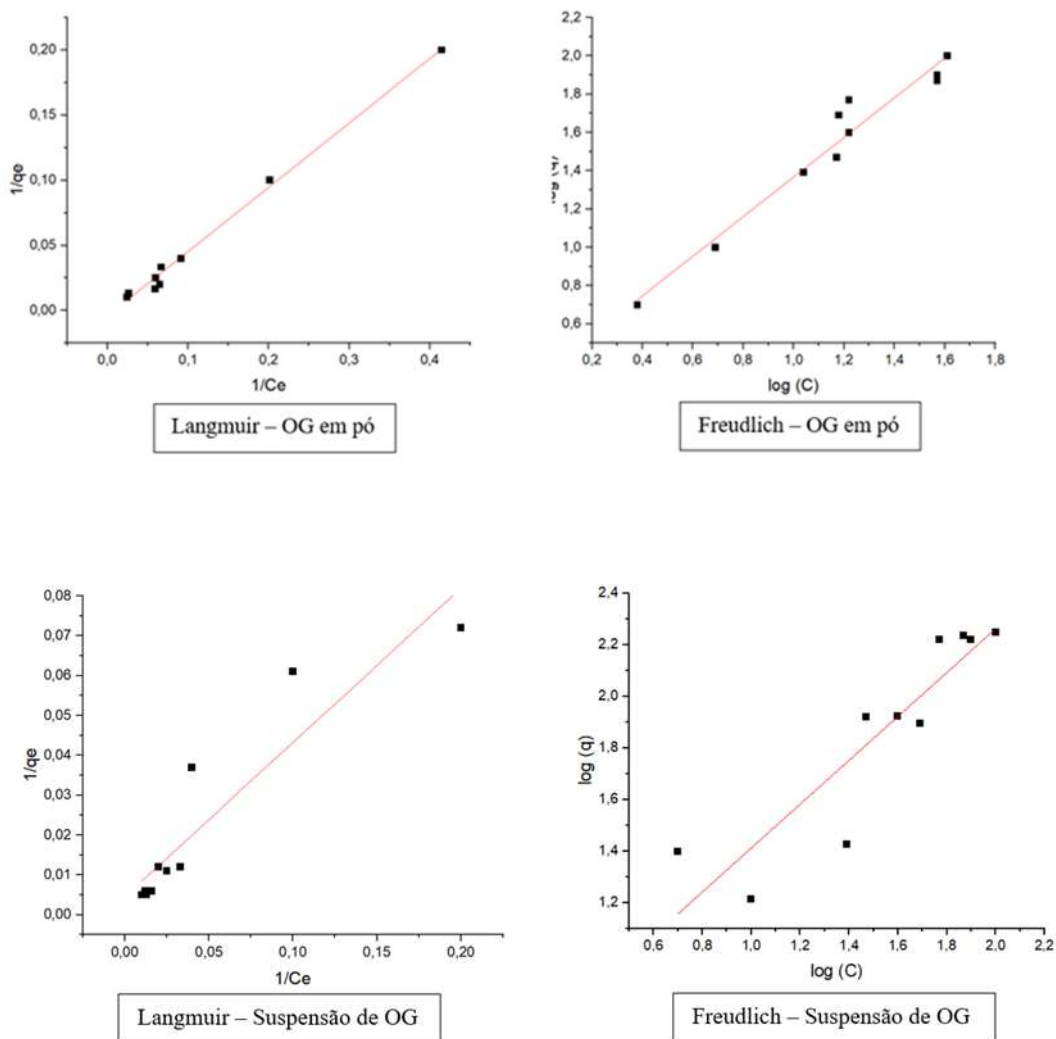 0,20
0,15
0,10
0,05
0,00
1/qe
0,0 0,1 0,2 0,3 0,4
1/Ce
Langmuir – OG em pó
2,2
2,0
1,8
1,6
1,4
1,2
1,0
0,8
0,6
0,2 0,4 0,6 0,8 1,0 1,2 1,4 1,6 1,8
log (C)
Freudlich – OG em pó
0,08
0,07
0,06
0,05
0,04
0,03
0,02
0,01
0,00
1/qe
0,00 0,05 0,10 0,15 0,20
1/Ce
Langmuir – Suspensão de OG
2,4
2,2
2,0
1,8
1,6
1,4
1,2
log (q)
0,6 0,8 1,0 1,2 1,4 1,6 1,8 2,0 2,2
log (C)
Freudlich – Suspensão de OG